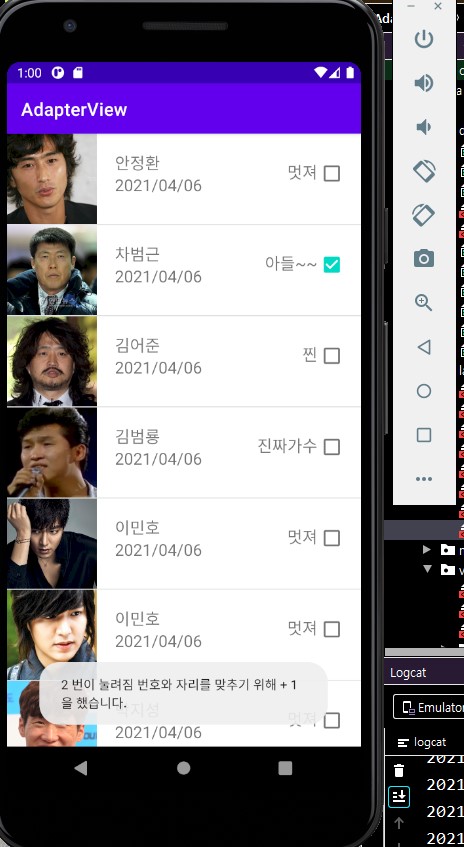 1:00
AdapterView
안정환
2021/04/06
멋져
차범근
2021/04/06
아들~~
김어준
2021/04/06
찐
김범룡
2021/04/06
진짜가수
이민호
2021/04/06
멋져
이민호
2021/04/06
멋져
2021/04/06
멋져
2 번이 눌려짐 번호와 자리를 맞추기 위해 + 1
을 했습니다.
Logcat
Emulator
logcat
2021
2021
2021
2021